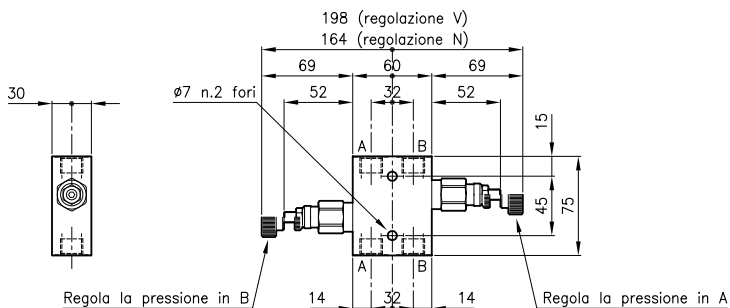 198 (regolazione V)
164 (regolazione N)
69 60 69
30
ø7 n.2 fori
52 32 52
15
A B
45
75
A B
Regola la pressione in B
14 32 14
Regola la pressione in A